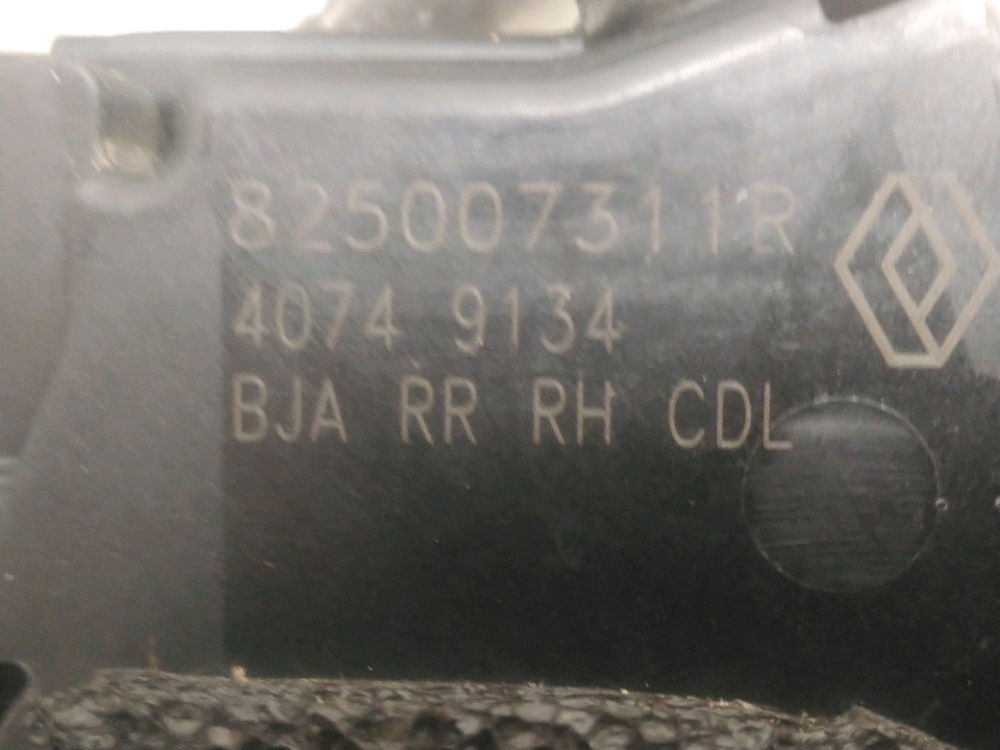 825007311R
4074 9134
BJA RR RH CDL